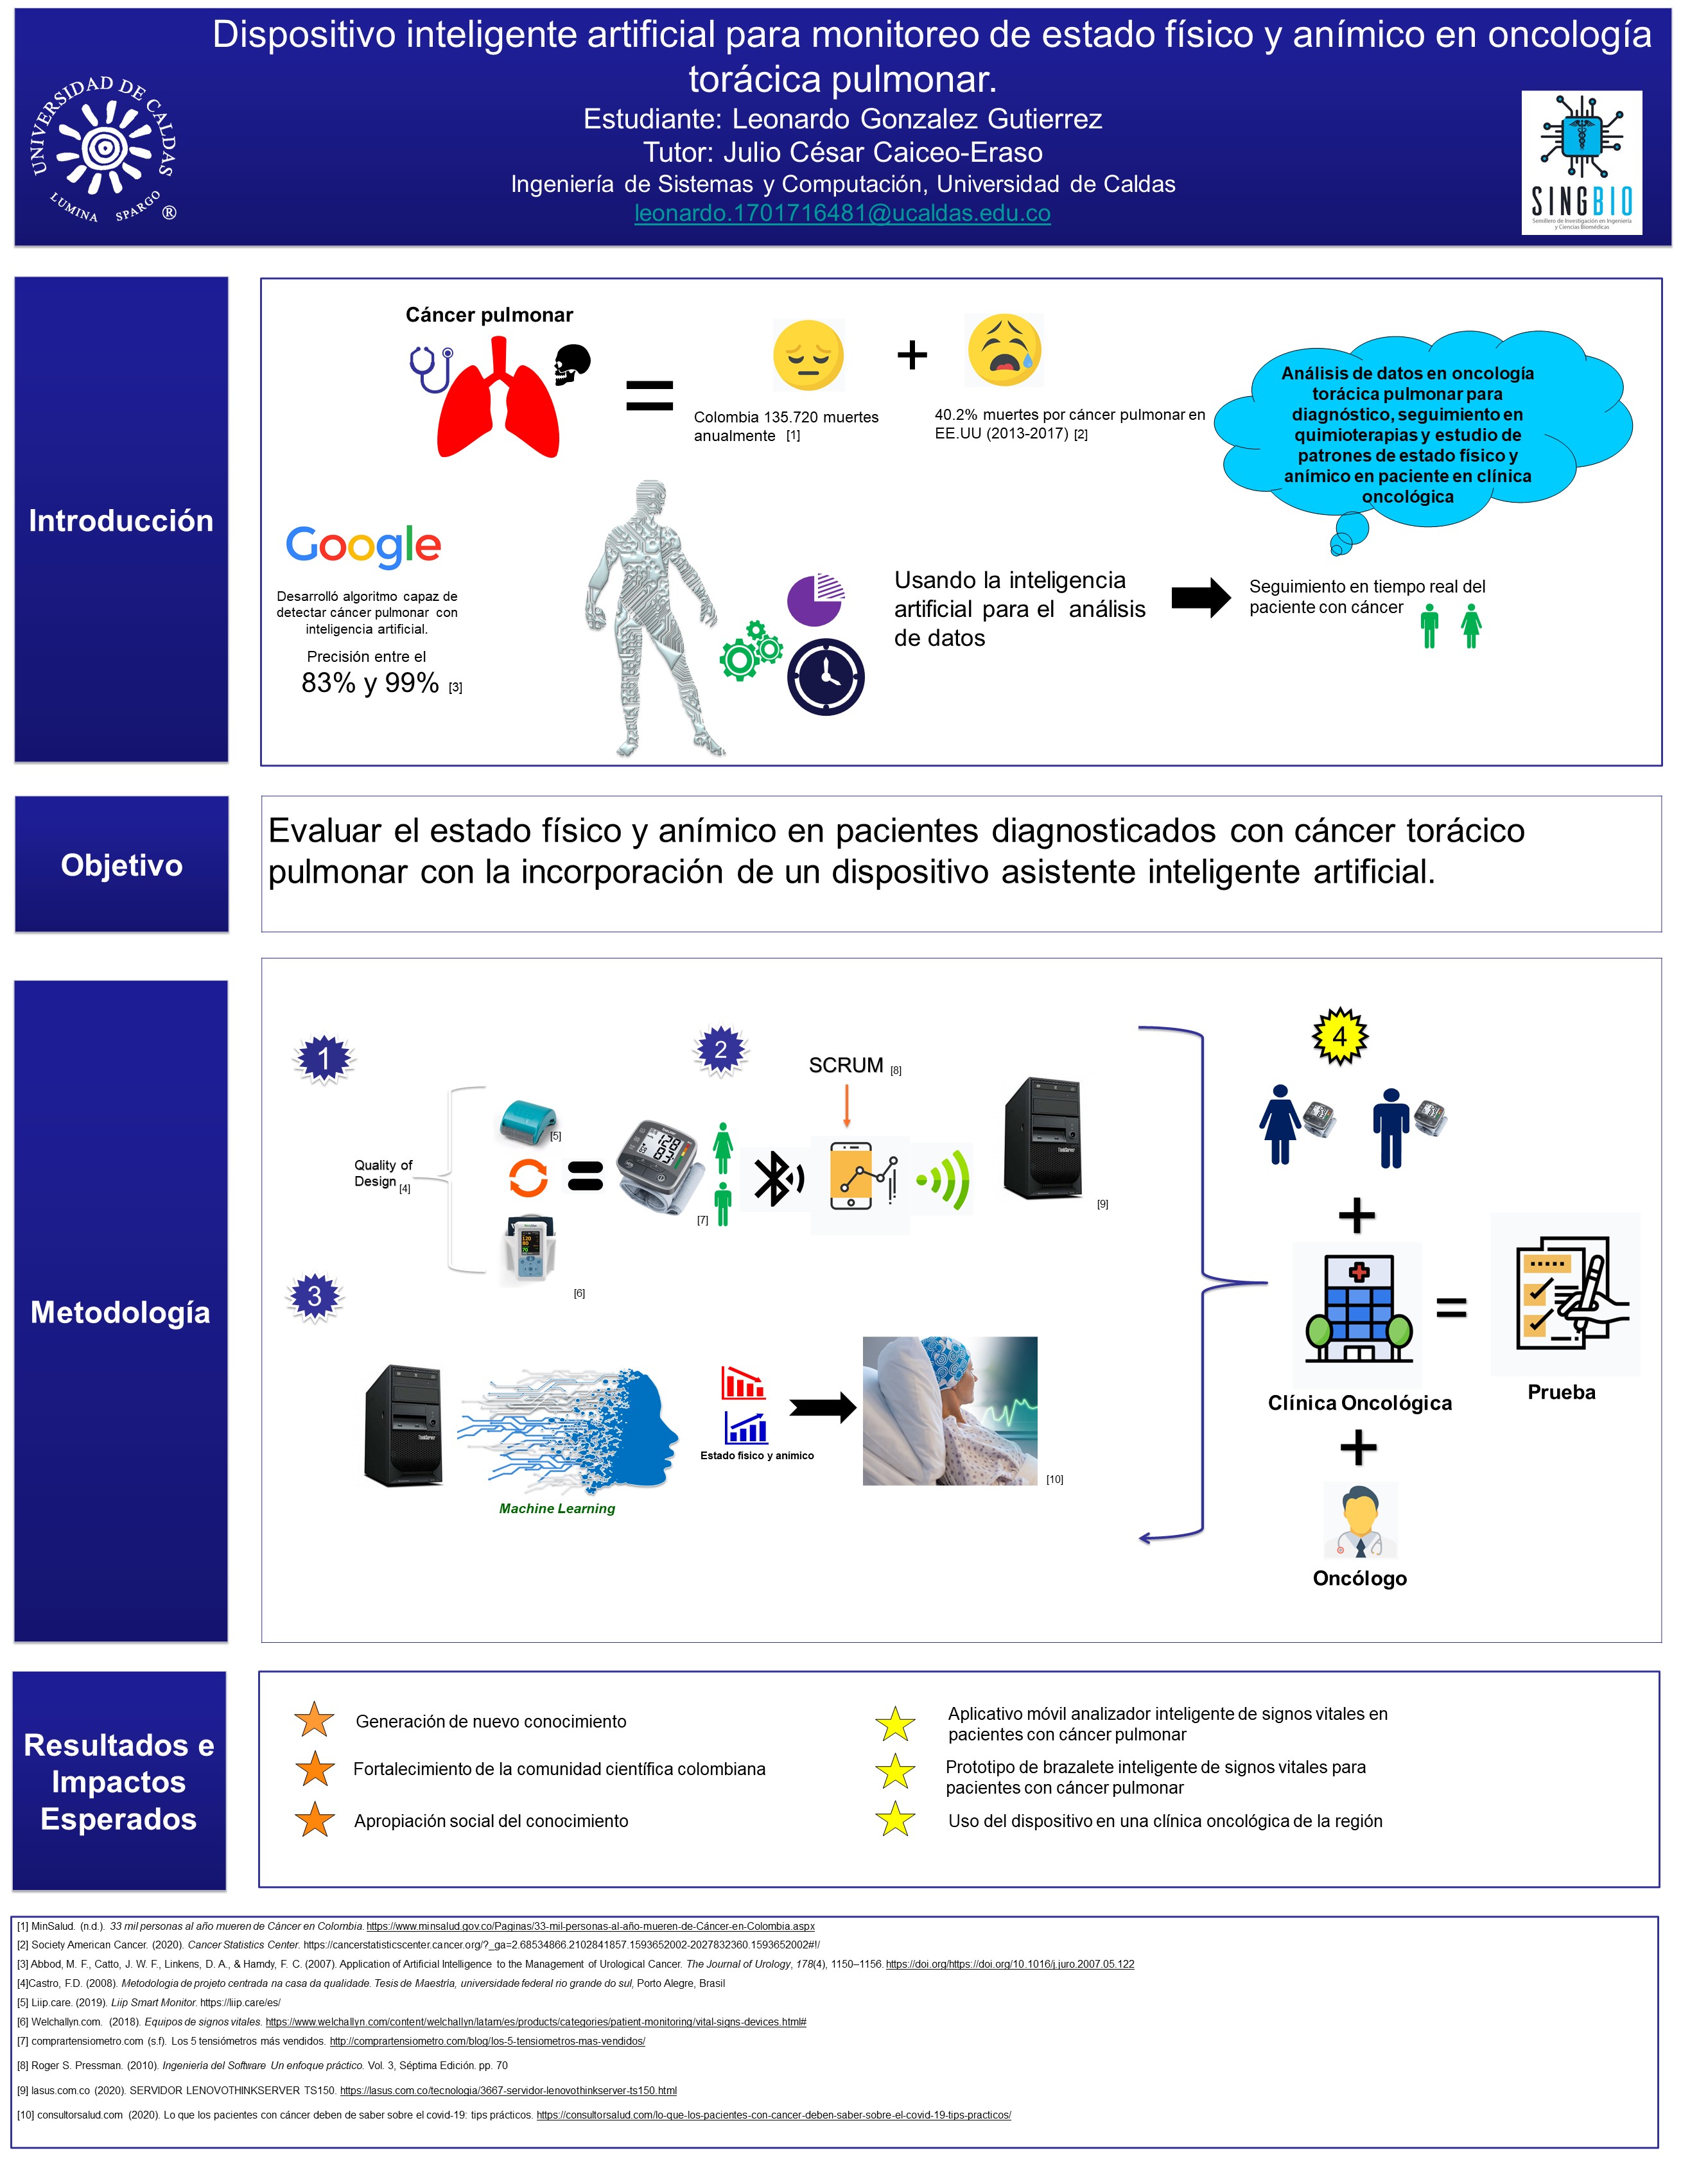 Dispositivo inteligente artificial para monitoreo de estado físico y anímico en oncología
torácica pulmonar.
Estudiante: Leonardo Gonzalez Gutierrez
Tutor: Julio César Caiceo-Eraso
Ingeniería de Sistemas y Computación, Universidad de Caldas
leonardo.1701716481@ucaldas.edu.co
UNIVERSIDAD DE CALDAS
LUMINA SPARGO ®
SINGBIO
Semillero de Investigación en Ingeniería
y Ciencias Biomédicas
Introducción
Cáncer pulmonar
=
+
Colombia 135.720 muertes
anualmente [1]
40.2% muertes por cáncer pulmonar en
EE.UU (2013-2017) [2]
Análisis de datos en oncología
torácica pulmonar para
diagnóstico, seguimiento en
quimioterapias y estudio de
patrones de estado físico y
anímico en paciente en clínica
oncológica
Google
Desarrolló algoritmo capaz de
detectar cáncer pulmonar con
inteligencia artificial.
Precisión entre el
83% y 99% [3]
Usando la inteligencia
artificial para el análisis
de datos
Seguimiento en tiempo real del
paciente con cáncer
Objetivo
Evaluar el estado físico y anímico en pacientes diagnosticados con cáncer torácico
pulmonar con la incorporación de un dispositivo asistente inteligente artificial.
Metodología
1
Quality of
Design [4]
[5]
[6]
=
[7]
2
SCRUM [8]
[9]
3
Machine Learning
Estado fisico y animico
[10]
4
+
Clínica Oncológica
+
Oncólogo
=
Prueba
Resultados e
Impactos
Esperados
Generación de nuevo conocimiento
Fortalecimiento de la comunidad científica colombiana
Apropiación social del conocimiento
Aplicativo móvil analizador inteligente de signos vitales en
pacientes con cáncer pulmonar
Prototipo de brazalete inteligente de signos vitales para
pacientes con cáncer pulmonar
Uso del dispositivo en una clínica oncológica de la región
[1] MinSalud. (n.d.). 33 mil personas al año mueren de Cáncer en Colombia. https://www.minsalud.gov.co/Paginas/33-mil-personas-al-año-mueren-de-Cáncer-en-Colombia.aspx
[2] Society American Cancer. (2020). Cancer Statistics Center. https://cancerstatisticscenter.cancer.org/?_ga=2.68534866.2102841857.1593652002-2027832360.1593652002#!/
[3] Abbod, M. F., Catto, J. W. F., Linkens, D. A., & Hamdy, F. C. (2007). Application of Artificial Intelligence to the Management of Urological Cancer. The Journal of Urology, 178(4), 1150–1156. https://doi.org/https://doi.org/10.1016/j.juro.2007.05.122
[4]Castro, F.D. (2008). Metodologia de projeto centrada na casa da qualidade. Tesis de Maestría, universidade federal rio grande do sul, Porto Alegre, Brasil
[5] Liip.care. (2019). Liip Smart Monitor. https://liip.care/es/
[6] Welchallyn.com. (2018). Equipos de signos vitales. https://www.welchallyn.com/content/welchallyn/latam/es/products/categories/patient-monitoring/vital-signs-devices.html#
[7] comprartensiometro.com (s.f). Los 5 tensiómetros más vendidos. http://comprartensiometro.com/blog/los-5-tensiometros-mas-vendidos/
[8] Roger S. Pressman. (2010). Ingeniería del Software Un enfoque práctico. Vol. 3, Séptima Edición. pp. 70
[9] lasus.com.co (2020). SERVIDOR LENOVOTHINKSERVER TS150. https://lasus.com.co/tecnologia/3667-servidor-lenovothinkserver-ts150.html
[10] consultorsalud.com (2020). Lo que los pacientes con cáncer deben de saber sobre el covid-19: tips prácticos. https://consultorsalud.com/lo-que-los-pacientes-con-cancer-deben-saber-sobre-el-covid-19-tips-practicos/